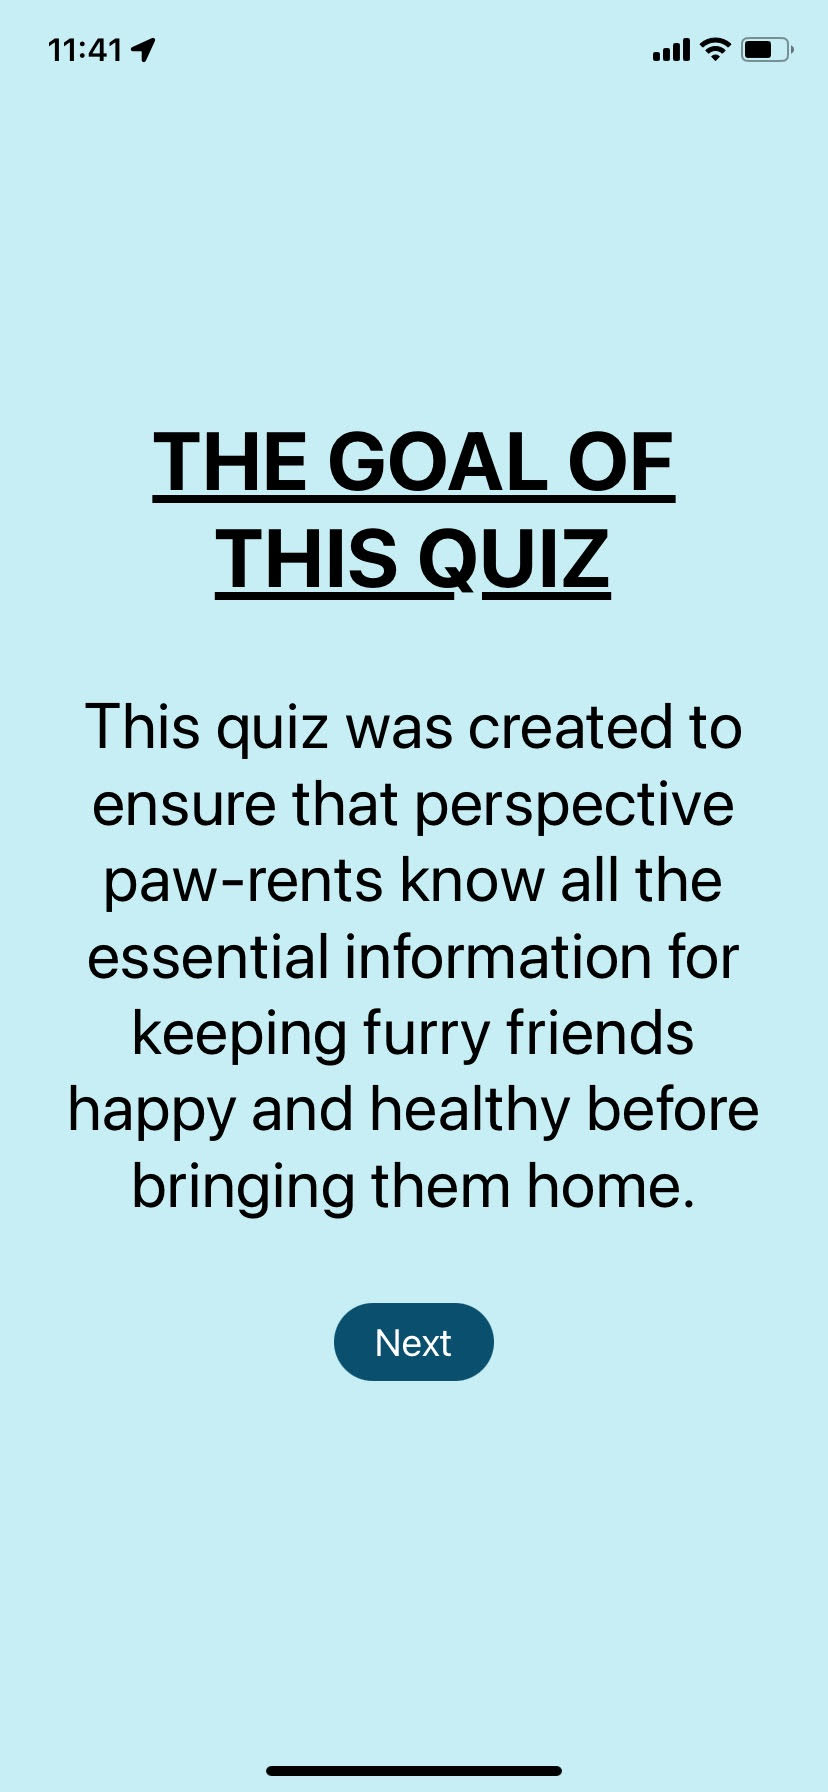 11:41
THE GOAL OF
THIS QUIZ
This quiz was created to
ensure that perspective
paw-rents know all the
essential information for
keeping furry friends
happy and healthy before
bringing them home.
Next